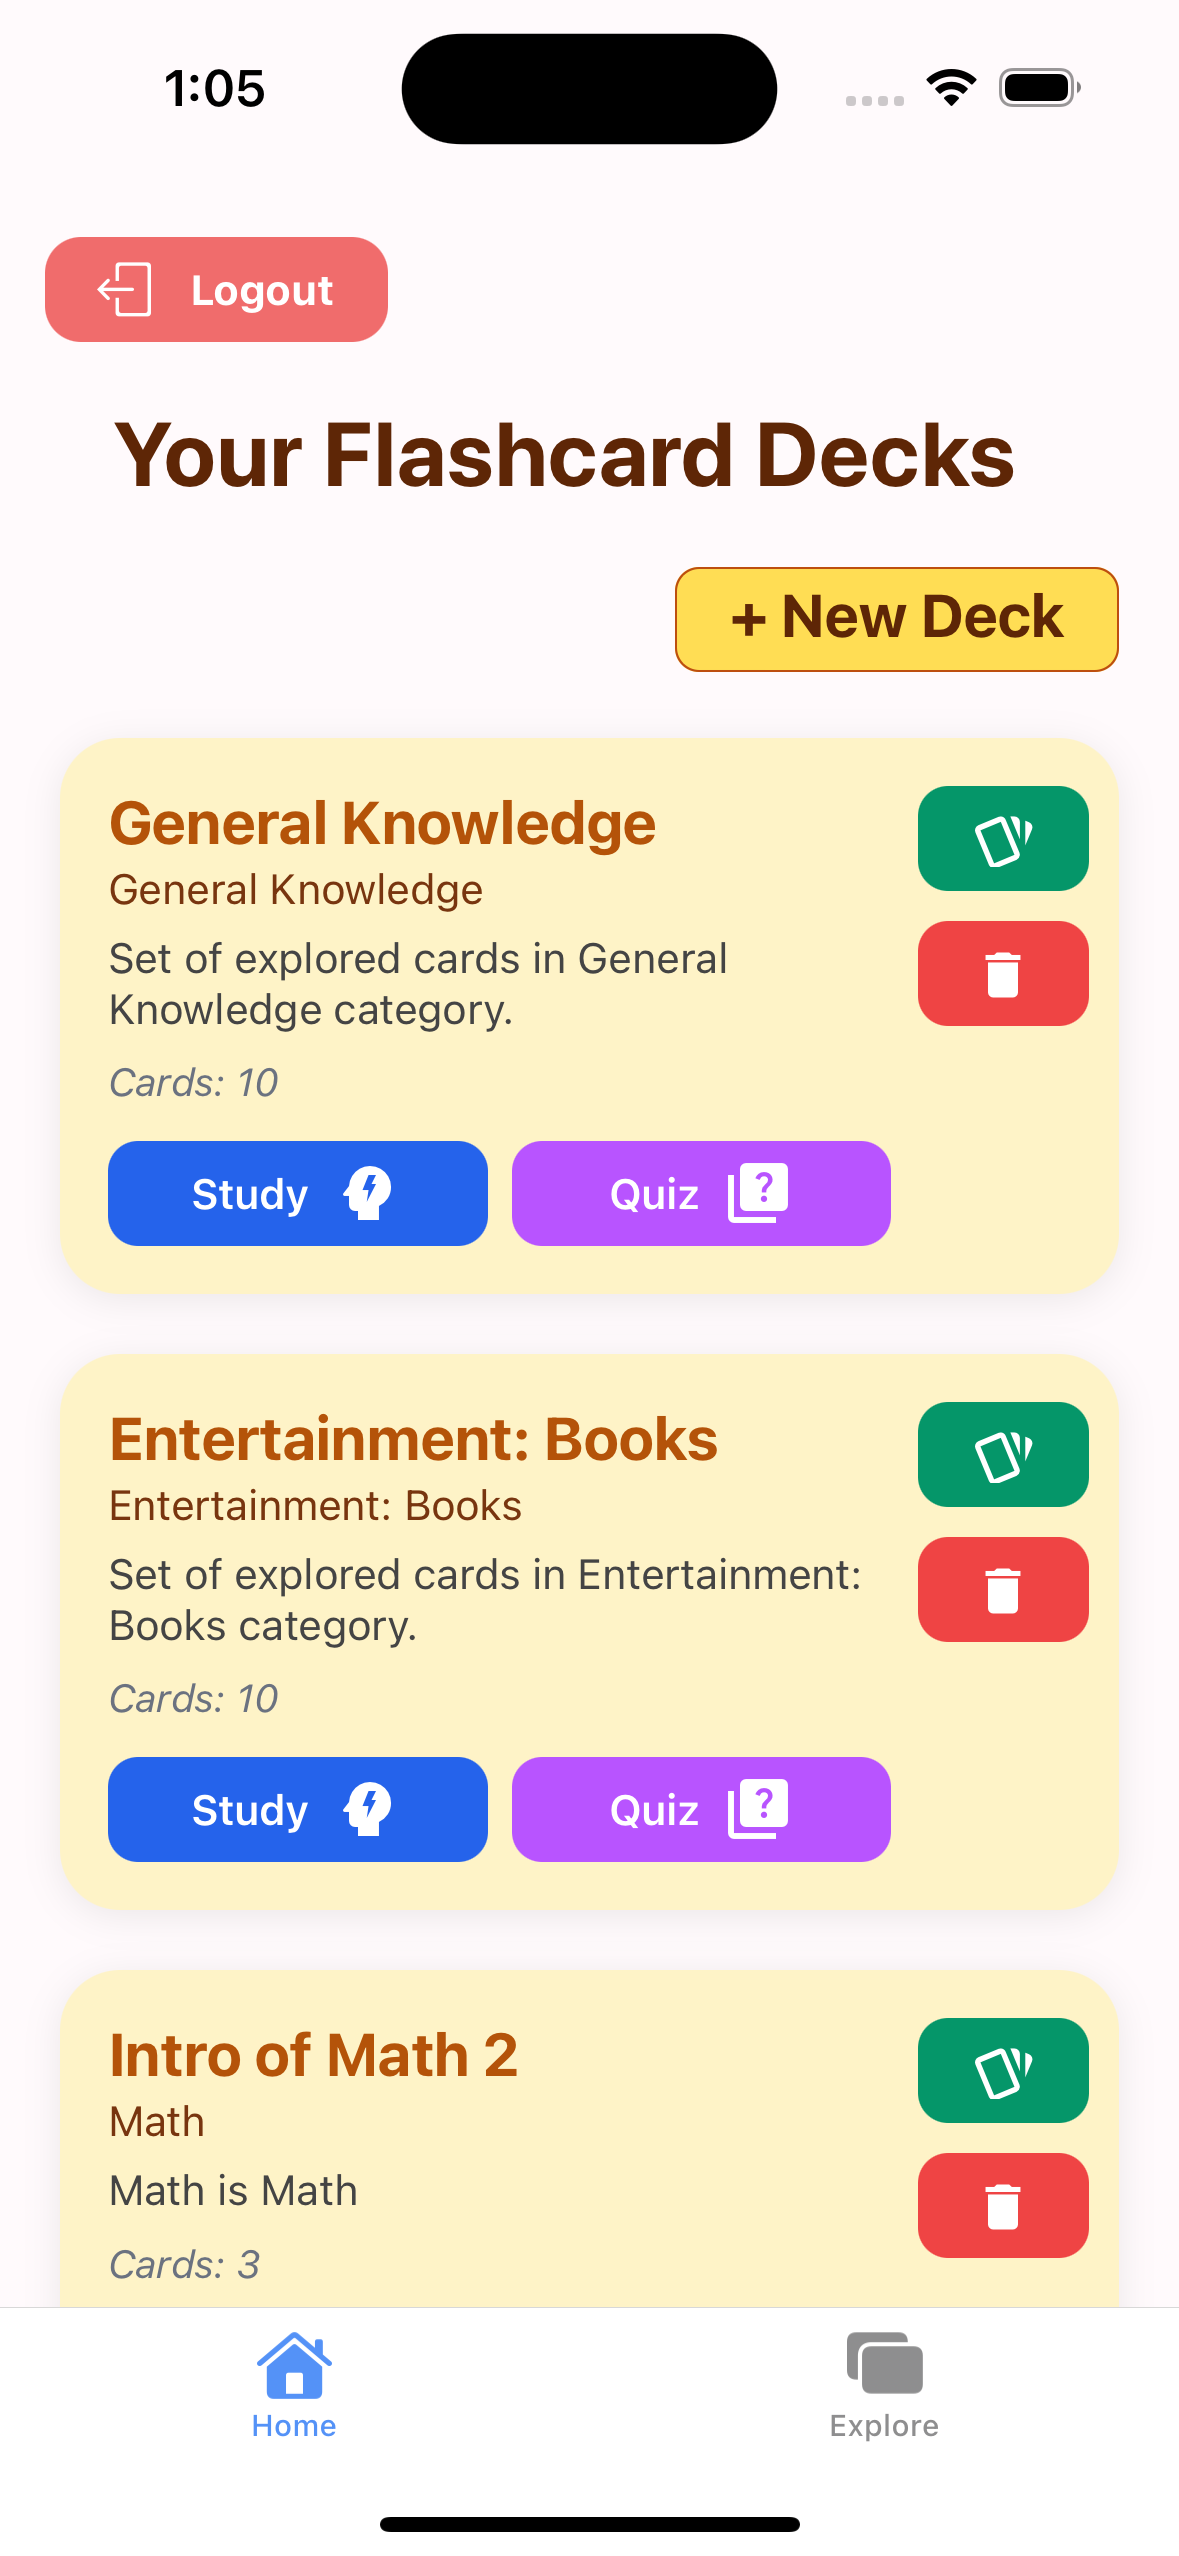 1:05
Logout
Your Flashcard Decks
+ New Deck
General Knowledge
General Knowledge
Set of explored cards in General
Knowledge category.
Cards: 10
Study
Quiz ?
Entertainment: Books
Entertainment: Books
Set of explored cards in Entertainment:
Books category.
Cards: 10
Study
Quiz ?
Intro of Math 2
Math
Math is Math
Cards: 3
Home
Explore